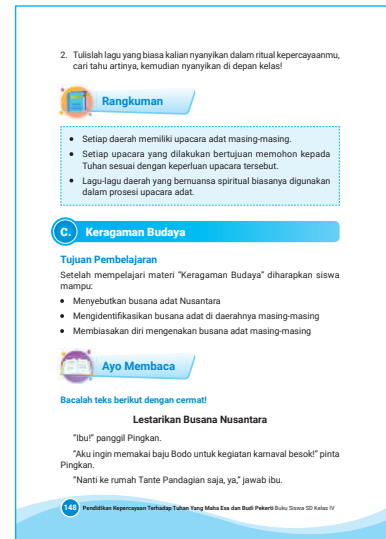 2. Tulislah lagu yang biasa kalian nyanyikan dalam ritual kepercayaanmu,
cari tahu artinya, kemudian nyanyikan di depan kelas!
Rangkuman
• Setiap daerah memiliki upacara adat masing-masing.
• Setiap upacara yang dilakukan bertujuan memohon kepada
Tuhan sesuai dengan keperluan upacara tersebut.
• Lagu-lagu daerah yang bernuansa spiritual biasanya digunakan
dalam prosesi upacara adat.
C. Keragaman Budaya
Tujuan Pembelajaran
Setelah mempelajari materi “Keragaman Budaya” diharapkan siswa
mampu:
• Menyebutkan busana adat Nusantara
• Mengidentifikasikan busana adat di daerahnya masing-masing
• Membiasakan diri mengenakan busana adat masing-masing
Ayo Membaca
Bacalah teks berikut dengan cermat!
Lestarikan Busana Nusantara
“Ibu!” panggil Pingkan.
“Aku ingin memakai baju Bodo untuk kegiatan karnaval besok!” pinta
Pingkan.
“Nanti ke rumah Tante Pandagian saja, ya,” jawab ibu.
148 Pendidikan Kepercayaan Terhadap Tuhan Yang Maha Esa dan Budi Pekerti Buku Siswa SD Kelas IV